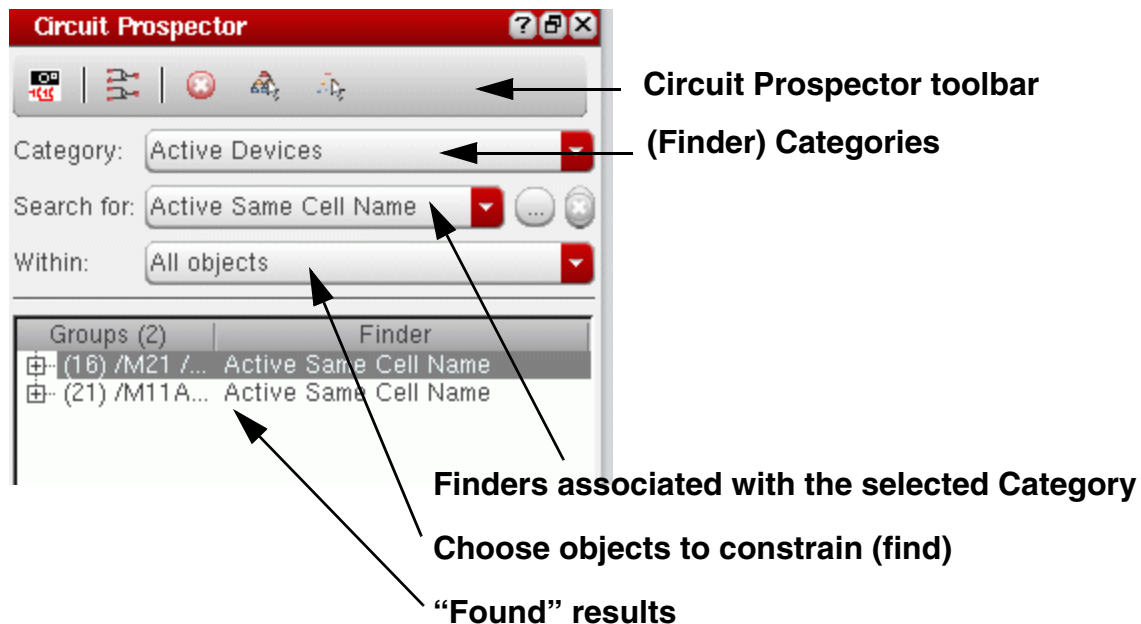 Circuit Prospector
Circuit Prospector toolbar
Category: Active Devices
(Finder) Categories
Search for: Active Same Cell Name ...
Within: All objects
Groups (2) Finder
(16) /M21 /... Active Same Cell Name
(21) /M11A... Active Same Cell Name
Finders associated with the selected Category
Choose objects to constrain (find)
“Found” results